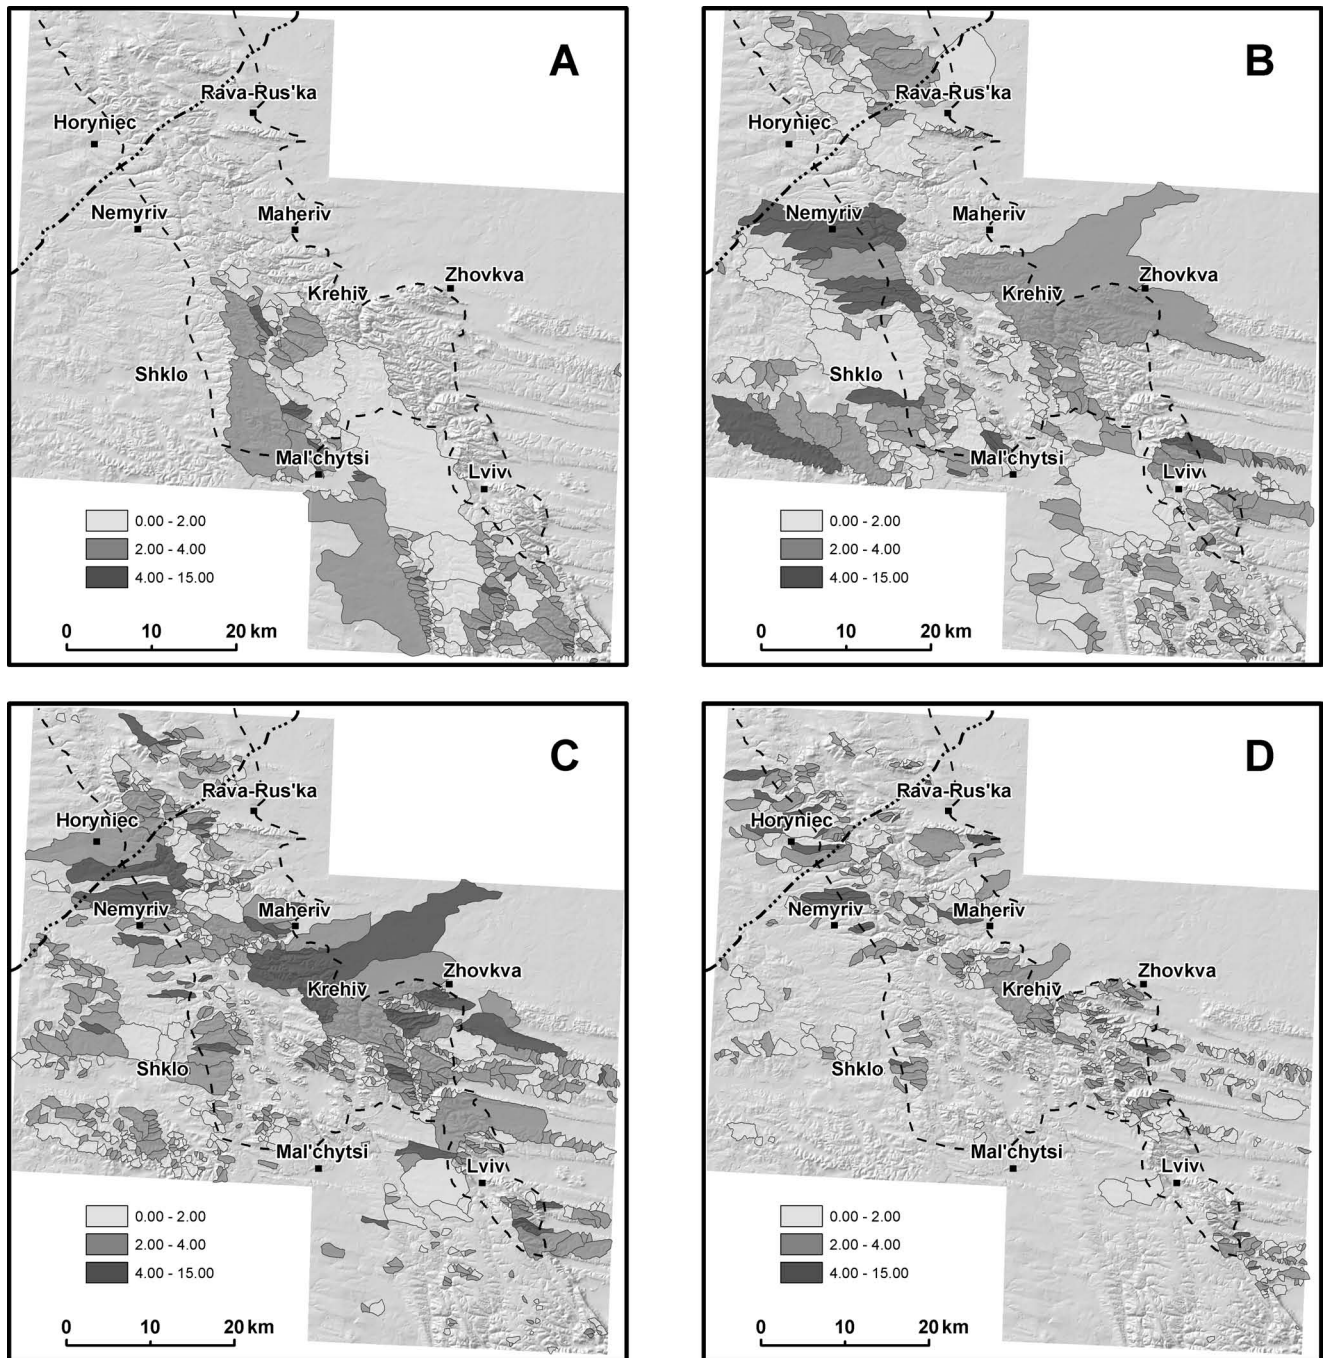 A
Rava-Rus'ka
Horyniec
Nemyriv
Maheriv
Zhovkva
Krehiv
Shklo
Mal'chytsi
Lviv
0.00 - 2.00
2.00 - 4.00
4.00 - 15.00
0 10 20 km
B
Rava-Rus'ka
Horyniec
Nemyriv
Maheriv
Zhovkva
Krehiv
Shklo
Mal'chytsi
Lviv
0.00 - 2.00
2.00 - 4.00
4.00 - 15.00
0 10 20 km
C
Rava-Rus'ka
Horyniec
Nemyriv
Maheriv
Zhovkva
Krehiv
Shklo
Mal'chytsi
Lviv
0.00 - 2.00
2.00 - 4.00
4.00 - 15.00
0 10 20 km
D
Rava-Rus'ka
Horyniec
Nemyriv
Maheriv
Zhovkva
Krehiv
Shklo
Mal'chytsi
Lviv
0.00 - 2.00
2.00 - 4.00
4.00 - 15.00
0 10 20 km